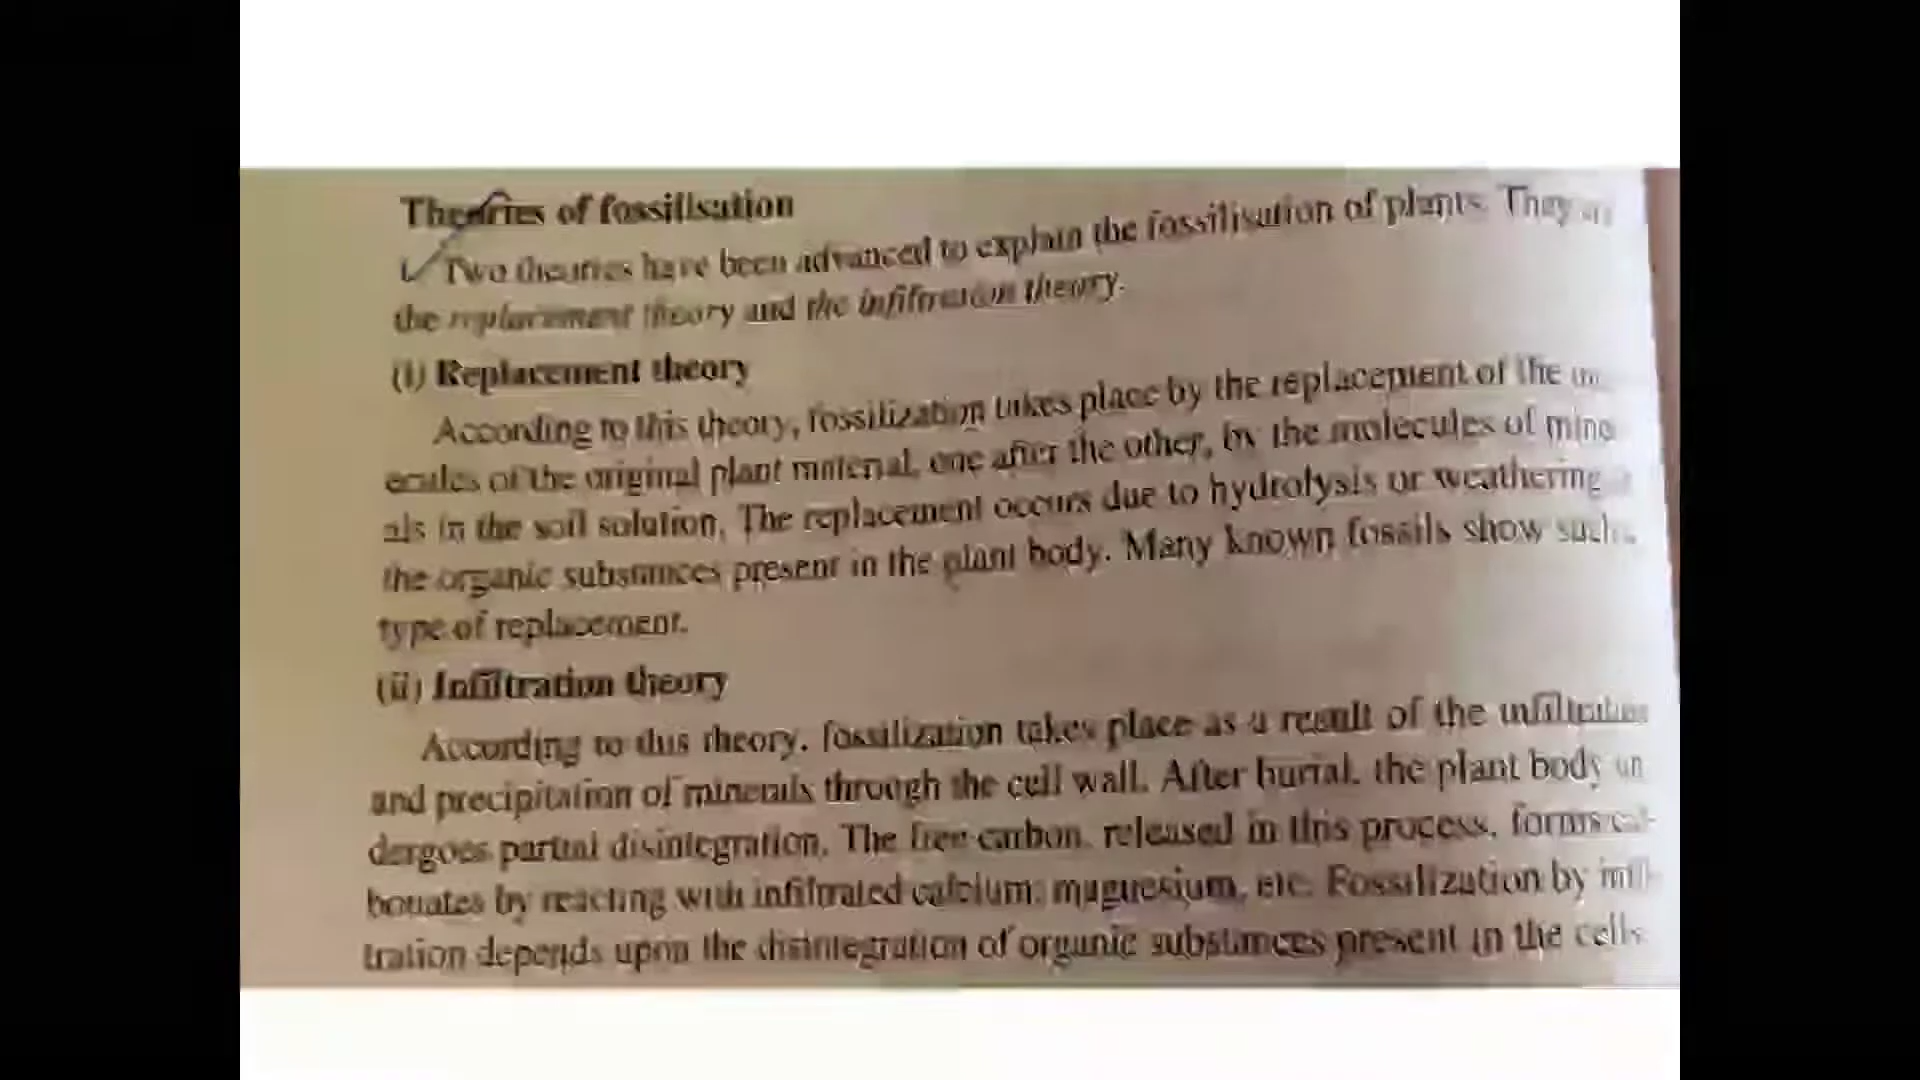 Theories of fossilisation
Two theories have been advanced to explain the fossilisation of plants. They
the replacement theory and the infiltration theory.
(i) Replacement theory
According to this theory, fossilization takes place by the replacement of the
ecules of the original plant material, one after the other, by the molecules of miner
als in the soil solution. The replacement occurs due to hydrolysis or weathering
the organic substances present in the plant body. Many known fossils show such
type of replacement.
(ii) Infiltration theory
According to this theory, fossilization takes place as a result of the infiltration
and precipitation of minerals through the cell wall. After burial, the plant body un
dergoes partial disintegration. The free carbon, released in this process, forms car-
bonates by reacting with infiltrated calcium, magnesium, etc. Fossilization by infil-
tration depends upon the disintegration of organic substances present in the cells.